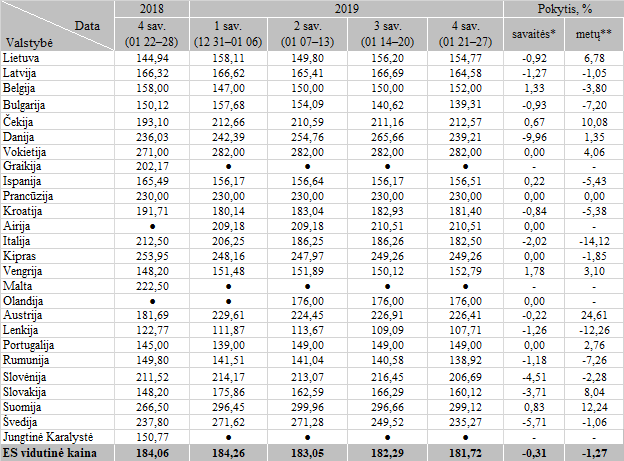 Data Valstybė 2018 2019 Pokytis, %
4 sav. (01 22–28) 1 sav. (12 31–01 06) 2 sav. (01 07–13) 3 sav. (01 14–20) 4 sav. (01 21–27) savaitės* metų**
Lietuva 144,94 158,11 149,80 156,20 154,77 -0,92 6,78
Latvija 166,32 166,62 165,41 166,69 164,58 -1,27 -1,05
Belgija 158,00 147,00 150,00 150,00 152,00 1,33 -3,80
Bulgarija 150,12 157,68 154,09 140,62 139,31 -0,93 -7,20
Čekija 193,10 212,66 210,59 211,16 212,57 0,67 10,08
Danija 236,03 242,39 254,76 265,66 239,21 -9,96 1,35
Vokietija 271,00 282,00 282,00 282,00 282,00 0,00 4,06
Graikija 202,17 ● ● ● ● - -
Ispanija 165,49 156,17 156,64 156,17 156,51 0,22 -5,43
Prancūzija 230,00 230,00 230,00 230,00 230,00 0,00 0,00
Kroatija 191,71 180,14 183,04 182,93 181,40 -0,84 -5,38
Airija ● 209,18 209,18 210,51 210,51 0,00 -
Italija 212,50 206,25 186,25 186,26 182,50 -2,02 -14,12
Kipras 253,95 248,16 247,97 249,26 249,26 0,00 -1,85
Vengrija 148,20 151,48 151,89 150,12 152,79 1,78 3,10
Malta 222,50 ● ● ● ● - -
Olandija ● ● 176,00 176,00 176,00 0,00 -
Austrija 181,69 229,61 224,45 226,91 226,41 -0,22 24,61
Lenkija 122,77 111,87 113,67 109,09 107,71 -1,26 -12,26
Portugalija 145,00 139,00 149,00 149,00 149,00 0,00 2,76
Rumunija 149,80 141,51 141,04 140,58 138,92 -1,18 -7,26
Slovėnija 211,52 214,17 213,07 216,45 206,69 -4,51 -2,28
Slovakija 148,20 175,86 162,59 166,29 160,12 -3,71 8,04
Suomija 266,50 296,45 299,96 296,66 299,12 0,83 12,24
Švedija 237,80 271,62 271,28 249,52 235,27 -5,71 -1,06
Jungtinė Karalystė 150,77 ● ● ● ● - -
ES vidutinė kaina 184,06 184,26 183,05 182,29 181,72 -0,31 -1,27